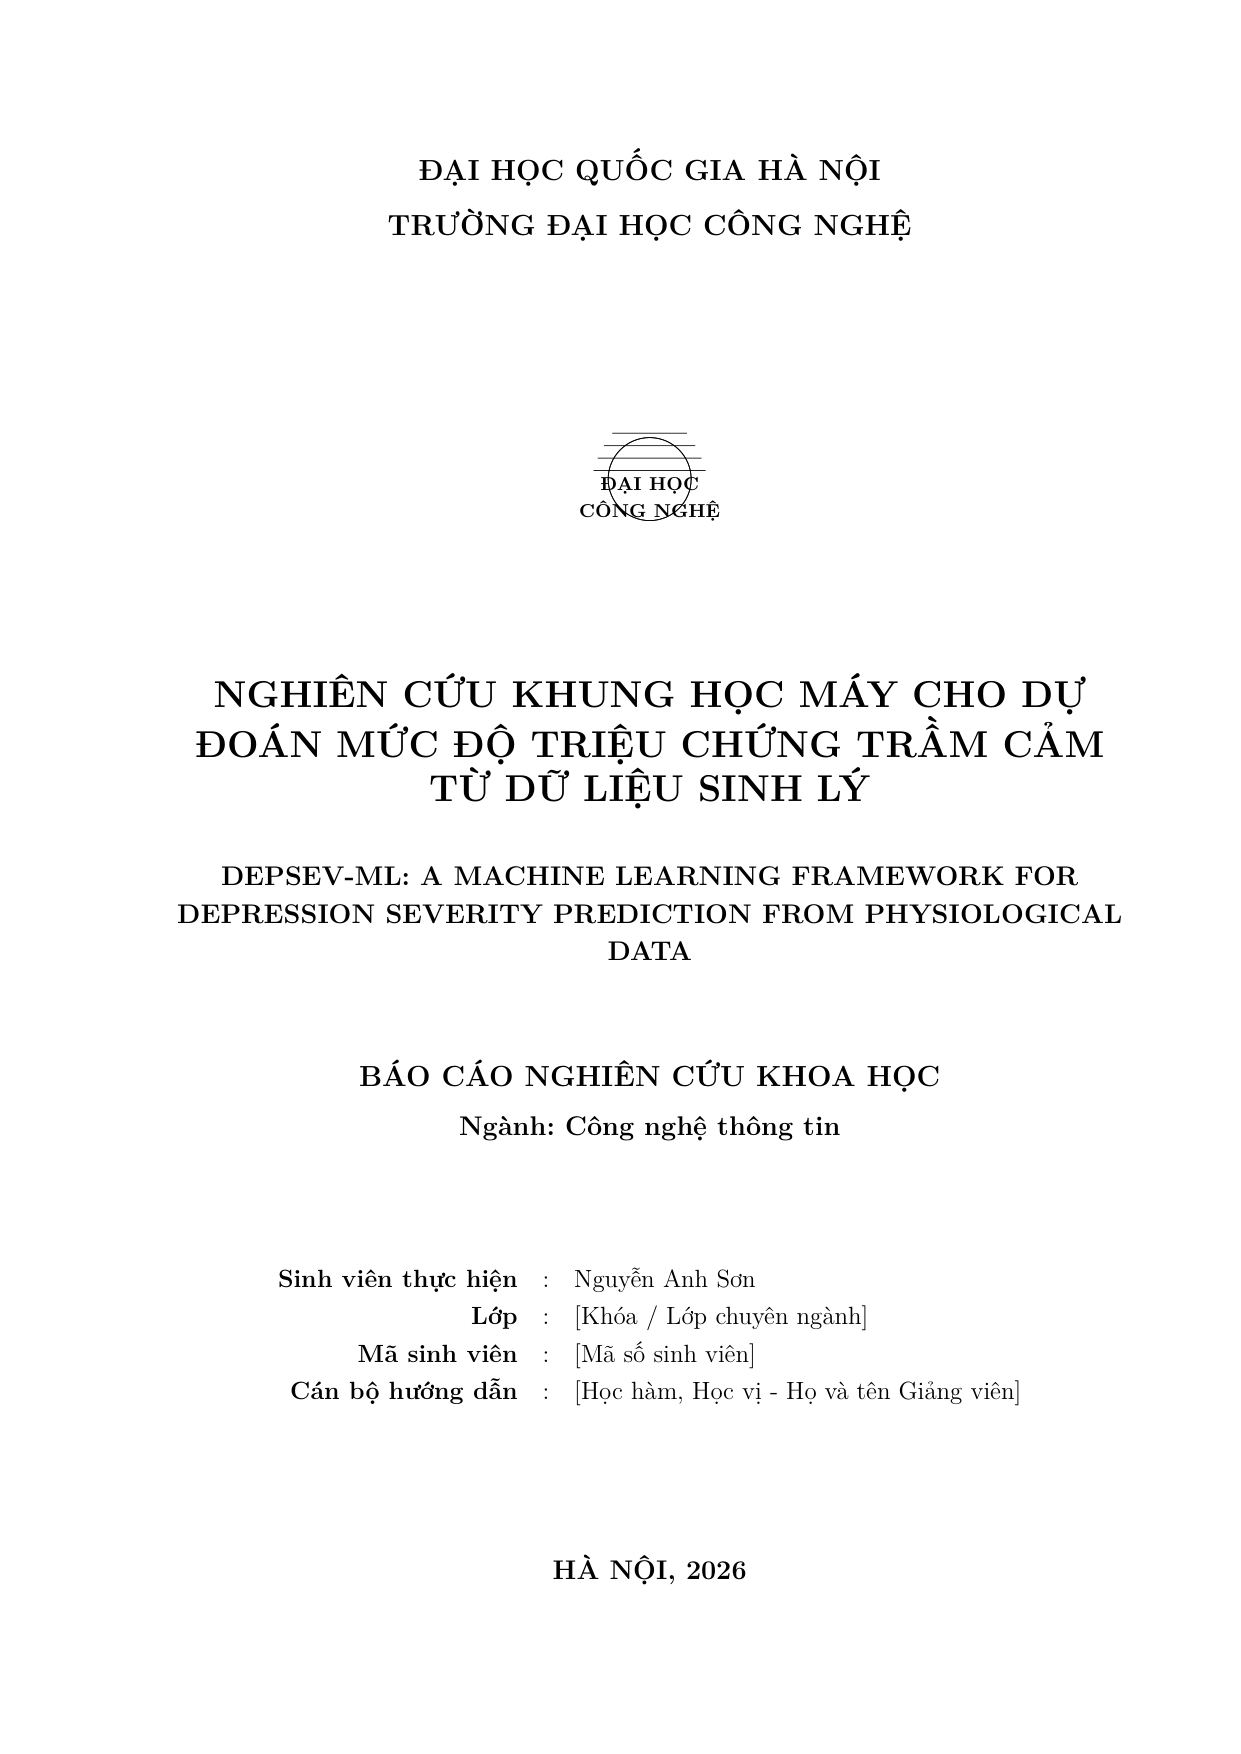 ĐẠI HỌC QUỐC GIA HÀ NỘI
TRƯỜNG ĐẠI HỌC CÔNG NGHỆ
ĐẠI HỌC
CÔNG NGHỆ
NGHIÊN CỨU KHUNG HỌC MÁY CHO DỰ
ĐOÁN MỨC ĐỘ TRIỆU CHỨNG TRẦM CẢM
TỪ DỮ LIỆU SINH LÝ
DEPSEV-ML: A MACHINE LEARNING FRAMEWORK FOR
DEPRESSION SEVERITY PREDICTION FROM PHYSIOLOGICAL
DATA
BÁO CÁO NGHIÊN CỨU KHOA HỌC
Ngành: Công nghệ thông tin
Sinh viên thực hiện : Nguyễn Anh Sơn
Lớp : [Khóa / Lớp chuyên ngành]
Mã sinh viên : [Mã số sinh viên]
Cán bộ hướng dẫn : [Học hàm, Học vị - Họ và tên Giảng viên]
HÀ NỘI, 2026